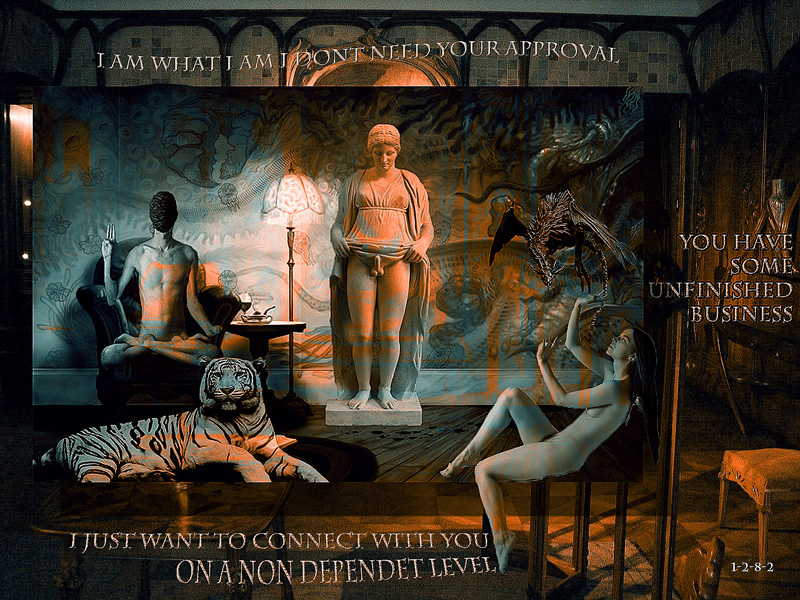 I AM WHAT I AM I DONT NEED YOUR APPROVAL
YOU HAVE
SOME
UNFINISHED
BUSINESS
I JUST WANT TO CONNECT WITH YOU
ON A NON DEPENDET LEVEL
1-2-8-2